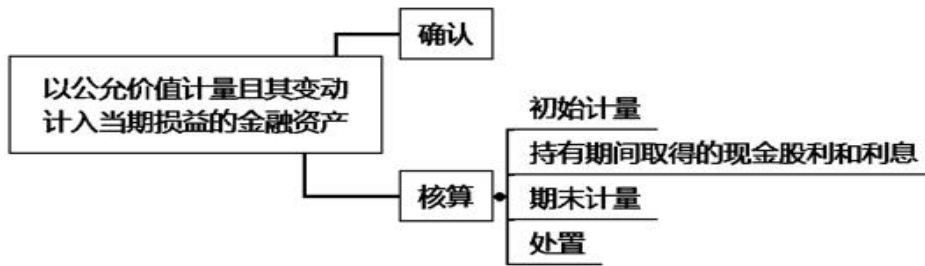 确认
以公允价值计量且其变动
计入当期损益的金融资产
初始计量
持有期间取得的现金股利和利息
核算
期末计量
处置